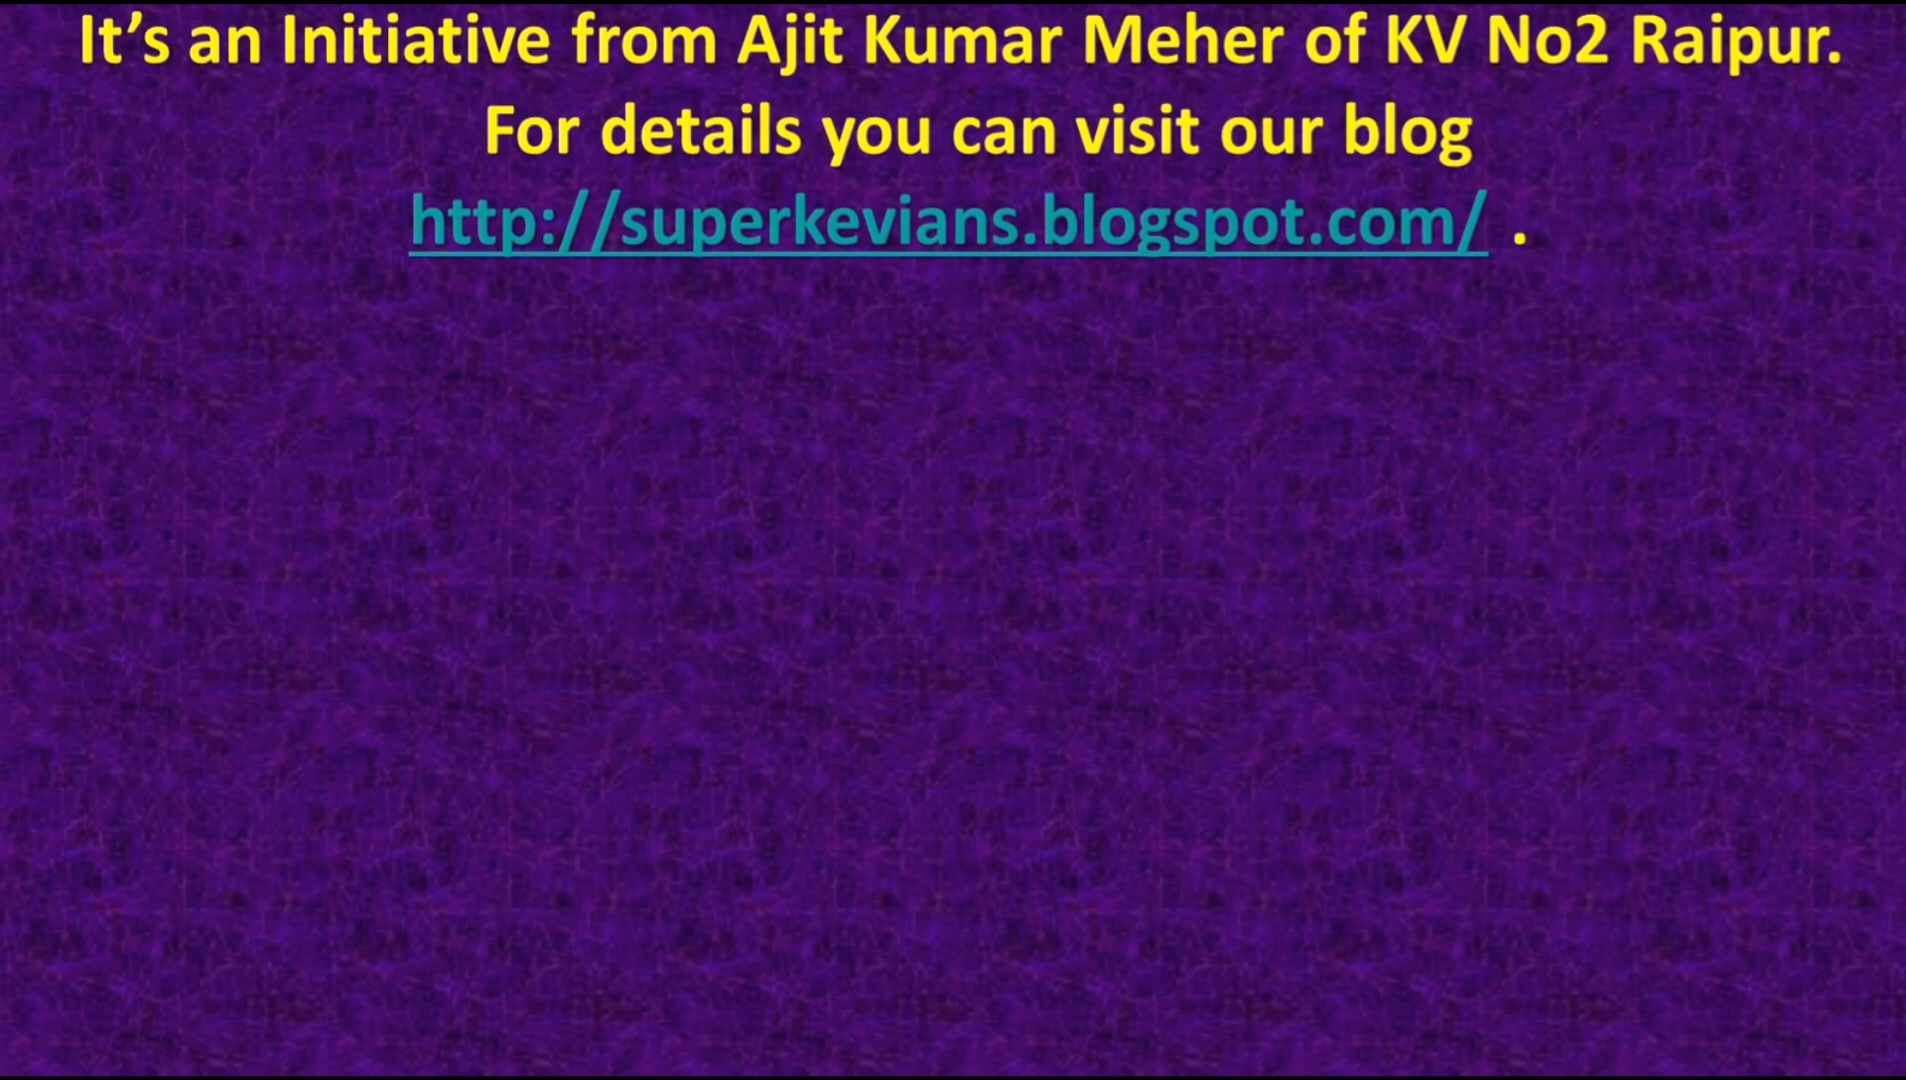 It’s an Initiative from Ajit Kumar Meher of KV No2 Raipur.
For details you can visit our blog
http://superkevians.blogspot.com/ .